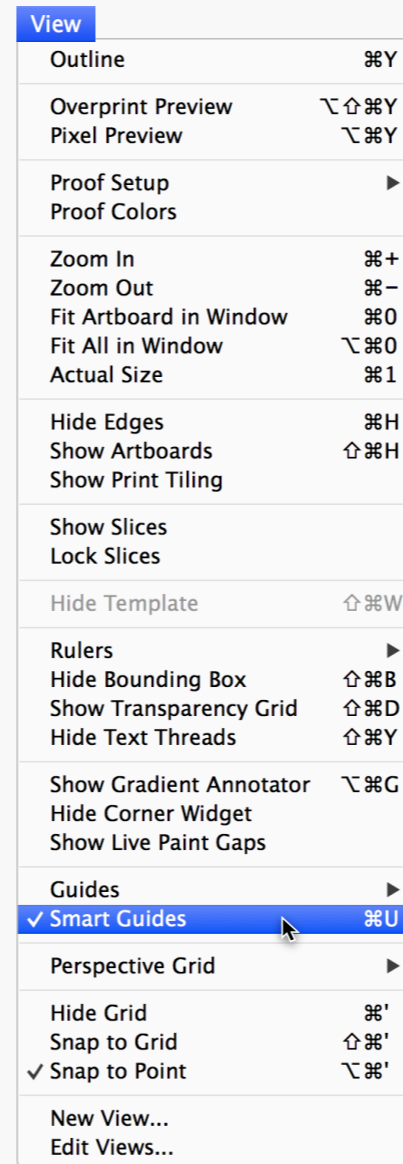 View
Outline ⌘Y
Overprint Preview ⌥⇧⌘Y
Pixel Preview ⌥⌘Y
Proof Setup ▶
Proof Colors
Zoom In ⌘+
Zoom Out ⌘−
Fit Artboard in Window ⌘0
Fit All in Window ⌥⌘0
Actual Size ⌘1
Hide Edges ⌘H
Show Artboards ⇧⌘H
Show Print Tiling
Show Slices
Lock Slices
Hide Template ⇧⌘W
Rulers ▶
Hide Bounding Box ⇧⌘B
Show Transparency Grid ⇧⌘D
Hide Text Threads ⇧⌘Y
Show Gradient Annotator ⌥⌘G
Hide Corner Widget
Show Live Paint Gaps
Guides ▶
✓ Smart Guides ⌘U
Perspective Grid ▶
Hide Grid ⌘'
Snap to Grid ⇧⌘'
✓ Snap to Point ⌥⌘'
New View...
Edit Views...